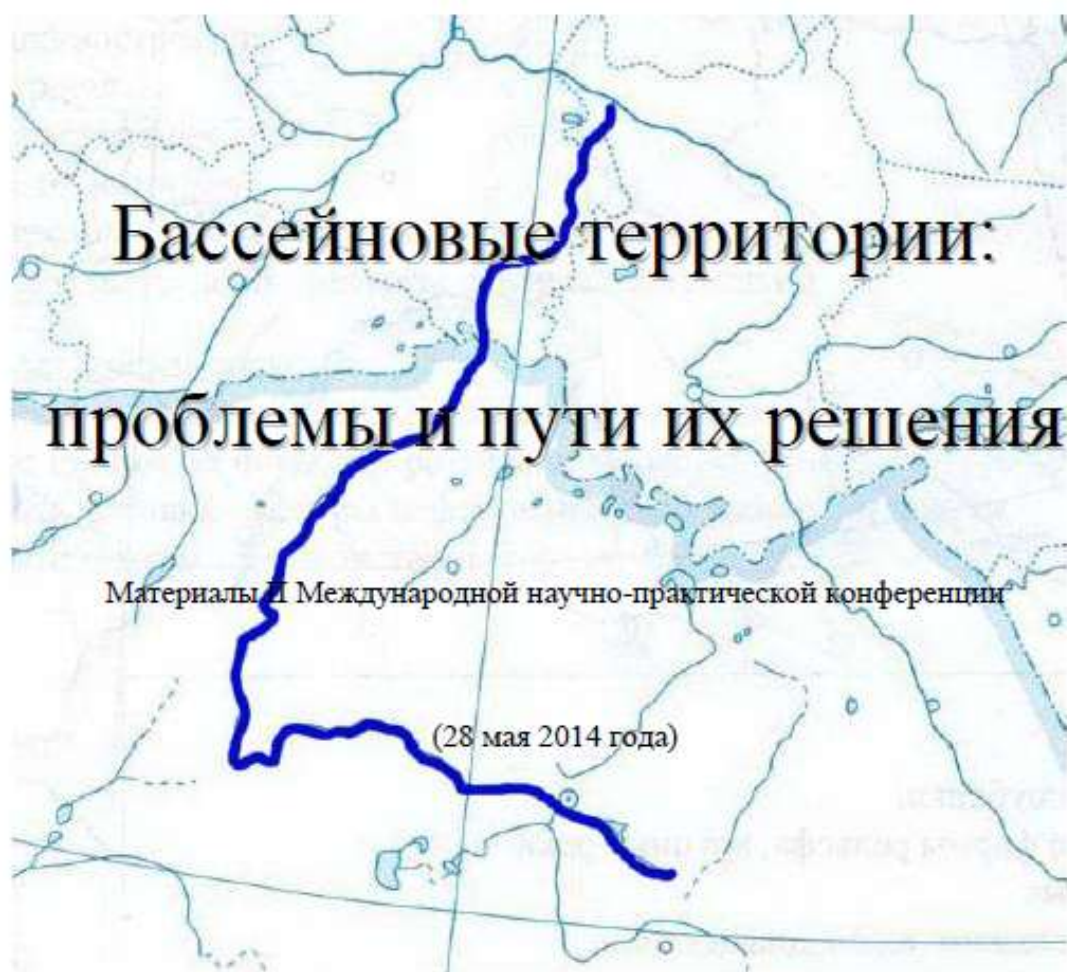 Бассейновые территории:
проблемы и пути их решения
Материалы II Международной научно-практической конференции
(28 мая 2014 года)